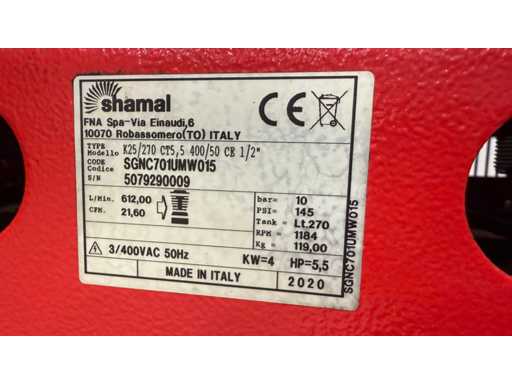 shamal
CE
FNA Spa-Via Einaudi,6
10070 Robassomero(TO) ITALY
TYPE
Modello K25/270 CT5,5 400/50 CE 1/2"
CODE
Codice SGNC701UMW015
S/N 5079290009
L/Min. 612,00
CFM. 21,60
bar= 10
PSI= 145
Tank = Lt.270
RPM = 1184
Kg = 119,00
3/400VAC 50Hz KW=4 HP=5,5
MADE IN ITALY 2020
SGNC701UMW015